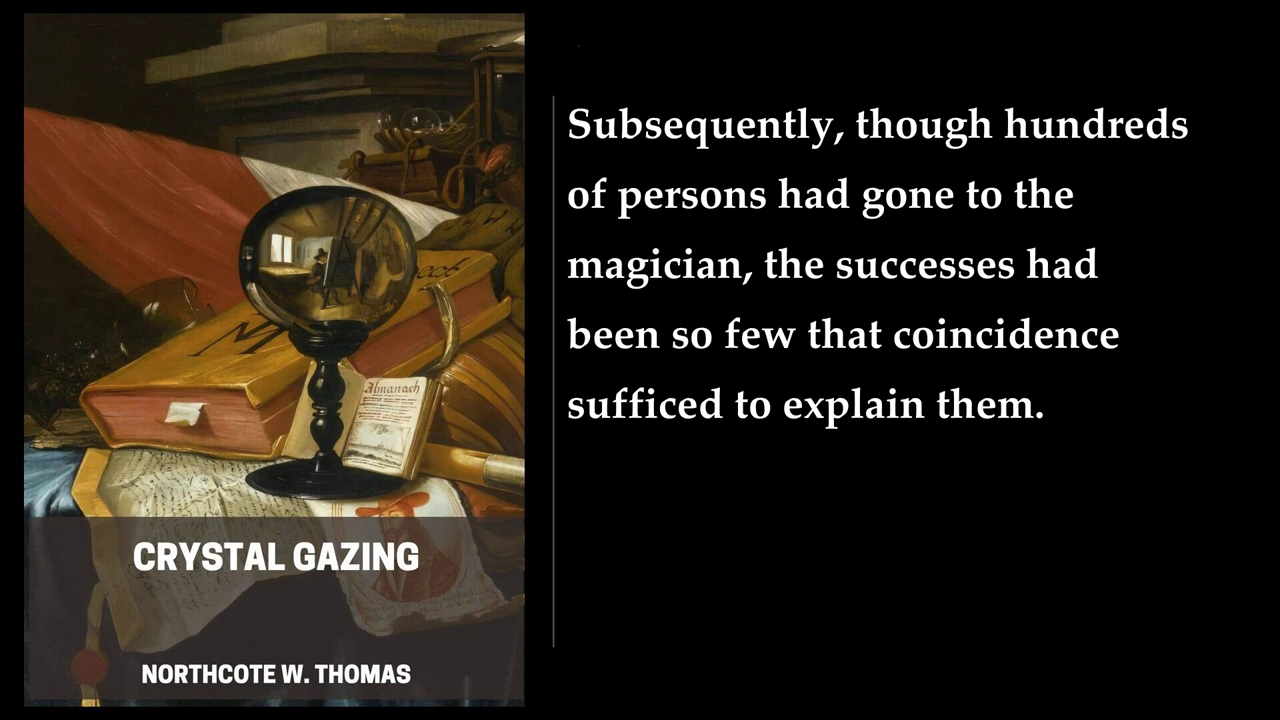 Subsequently, though hundreds
of persons had gone to the
magician, the successes had
been so few that coincidence
sufficed to explain them.
Almanach
CRYSTAL GAZING
NORTHCOTE W. THOMAS